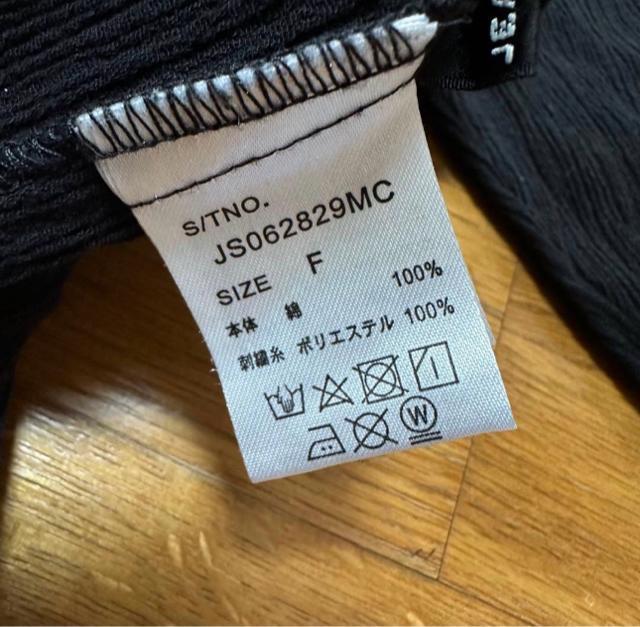 S/TNO.
JS062829MC
SIZE F
本体 綿 100%
刺繍糸 ポリエステル 100%
W